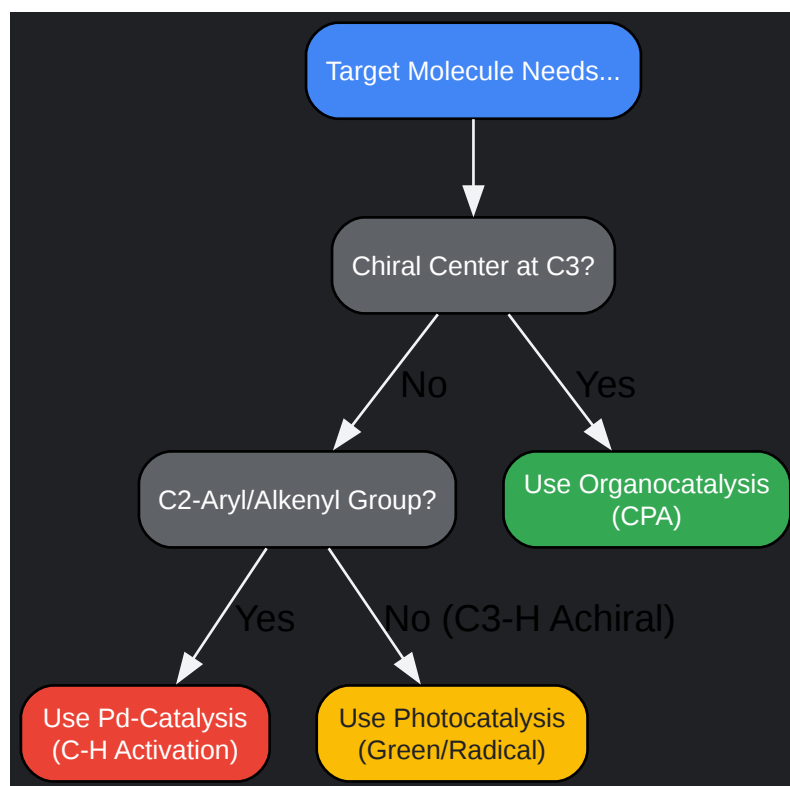 Target Molecule Needs...
Chiral Center at C3?
No
Yes
C2-Aryl/Alkenyl Group?
Use Organocatalysis
(CPA)
Yes
No (C3-H Achiral)
Use Pd-Catalysis
(C-H Activation)
Use Photocatalysis
(Green/Radical)